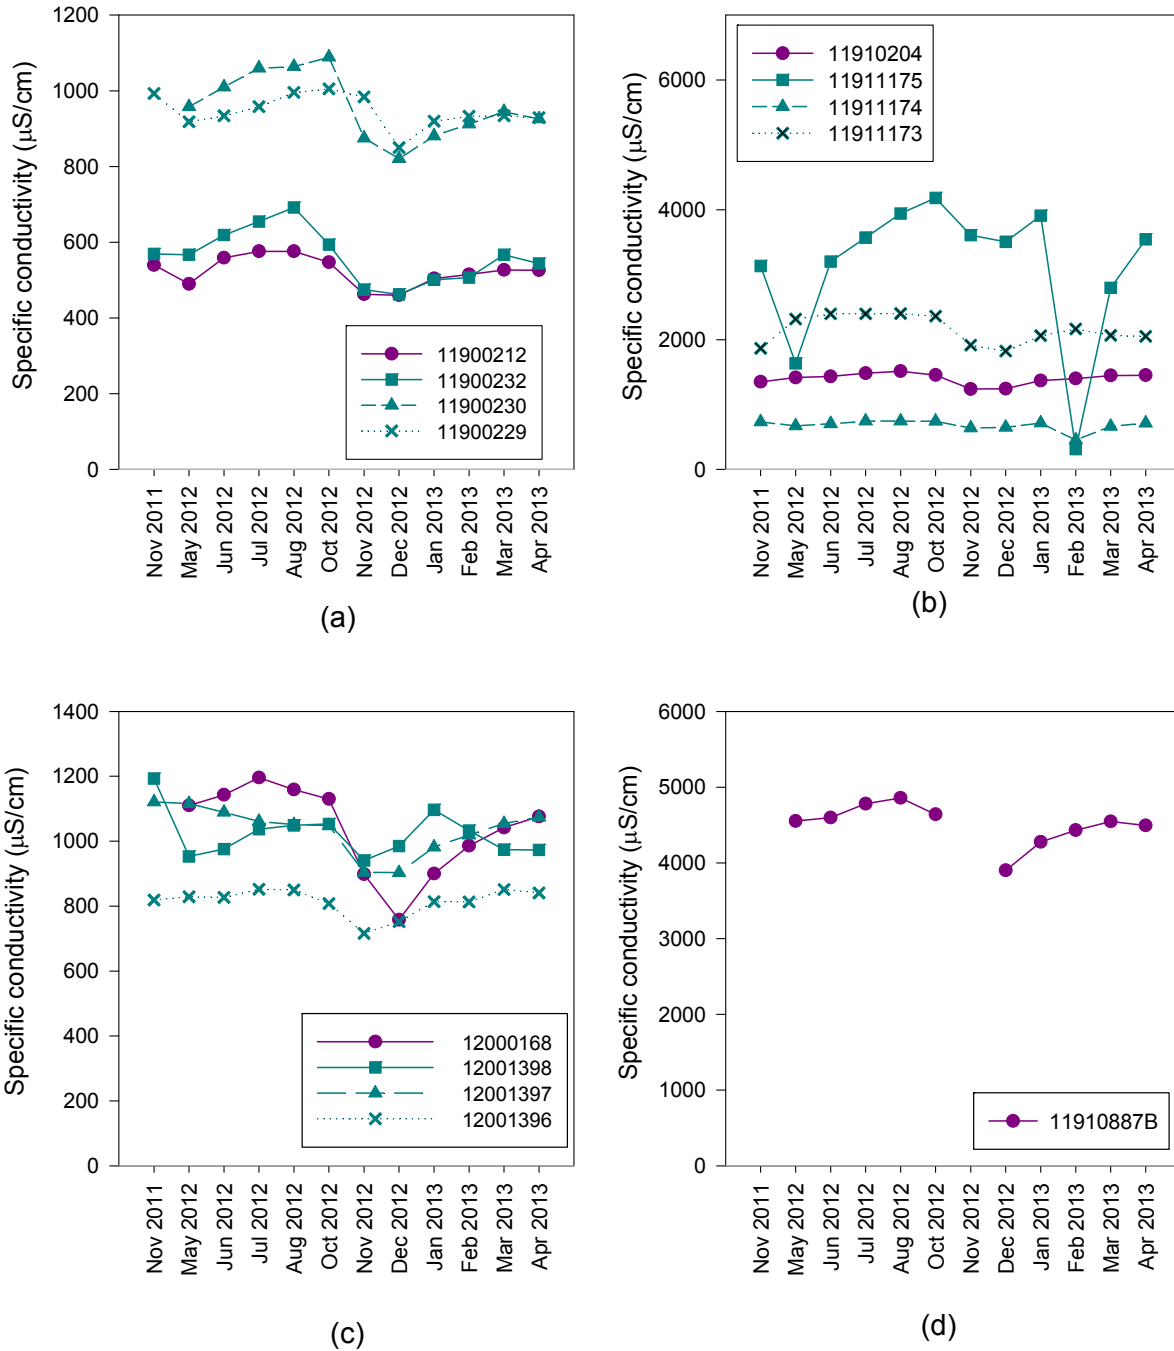 Specific conductivity (μS/cm)
1200
1000
800
600
400
200
0
11900212
11900232
11900230
11900229
Nov 2011
May 2012
Jun 2012
Jul 2012
Aug 2012
Oct 2012
Nov 2012
Dec 2012
Jan 2013
Feb 2013
Mar 2013
Apr 2013
(a)
Specific conductivity (μS/cm)
6000
4000
2000
0
11910204
11911175
11911174
11911173
Nov 2011
May 2012
Jun 2012
Jul 2012
Aug 2012
Oct 2012
Nov 2012
Dec 2012
Jan 2013
Feb 2013
Mar 2013
Apr 2013
(b)
Specific conductivity (μS/cm)
1400
1200
1000
800
600
400
200
0
12000168
12001398
12001397
12001396
Nov 2011
May 2012
Jun 2012
Jul 2012
Aug 2012
Oct 2012
Nov 2012
Dec 2012
Jan 2013
Feb 2013
Mar 2013
Apr 2013
(c)
Specific conductivity (μS/cm)
6000
5000
4000
3000
2000
1000
0
11910887B
Nov 2011
May 2012
Jun 2012
Jul 2012
Aug 2012
Oct 2012
Nov 2012
Dec 2012
Jan 2013
Feb 2013
Mar 2013
Apr 2013
(d)